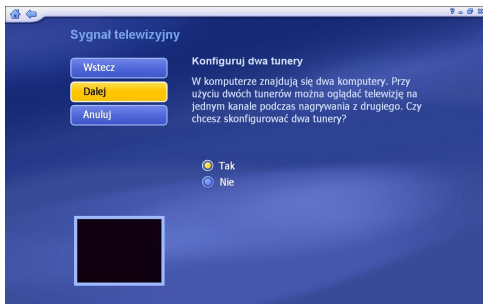 Sygnał telewizyjny
Wstecz
Dalej
Anuluj
Konfiguruj dwa tunery
W komputerze znajdują się dwa komputery. Przy
użyciu dwóch tunerów można oglądać telewizję na
jednym kanale podczas nagrywania z drugiego. Czy
chcesz skonfigurować dwa tunery?
Tak
Nie